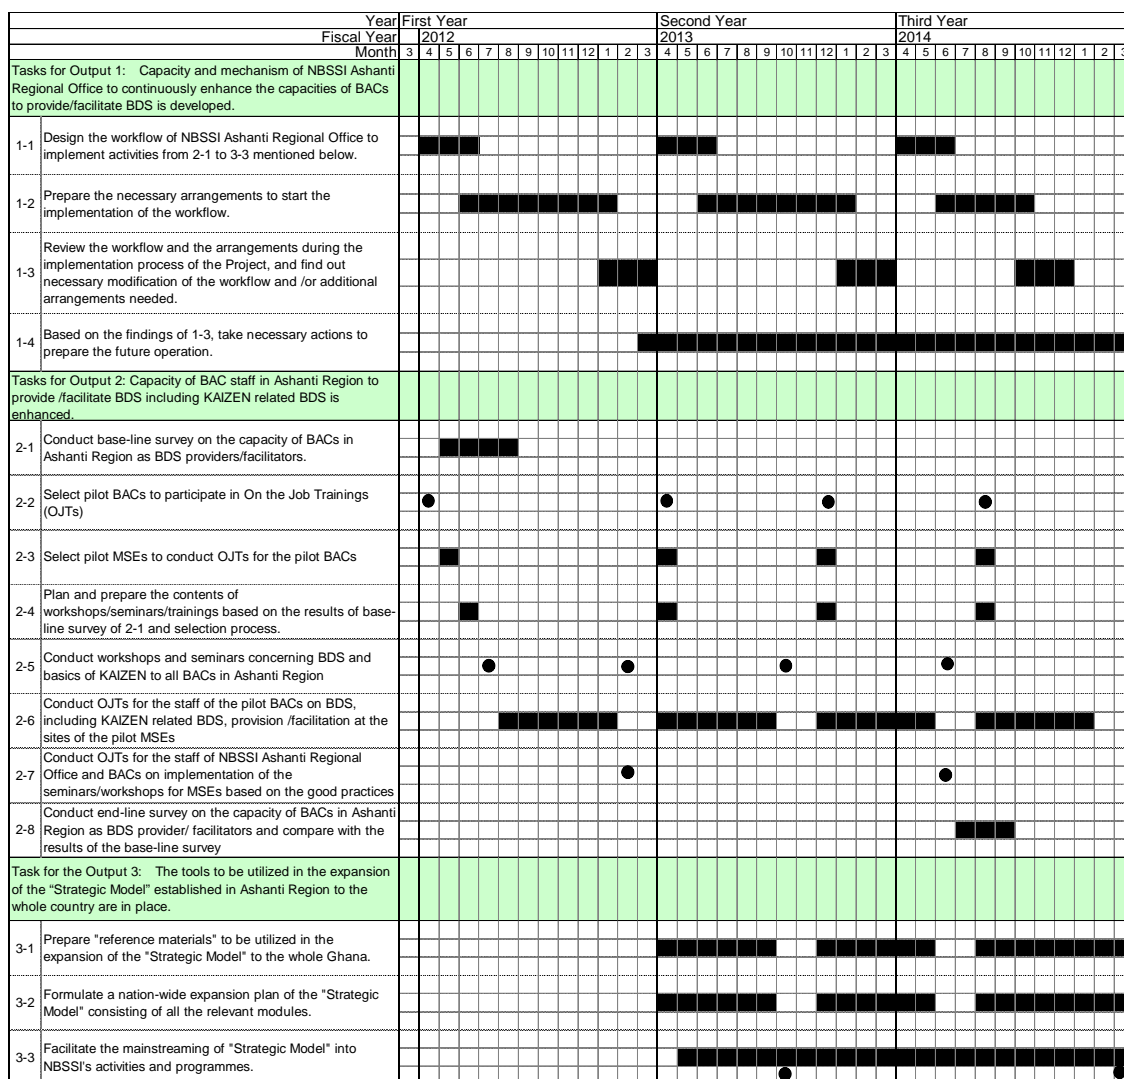 Year First Year Second Year Third Year
Fiscal Year 2012 2013 2014
Month 3 4 5 6 7 8 9 10 11 12 1 2 3 4 5 6 7 8 9 10 11 12 1 2 3 4 5 6 7 8 9 10 11 12 1 2 3
Tasks for Output 1: Capacity and mechanism of NBSSI Ashanti
Regional Office to continuously enhance the capacities of BACs
to provide/facilitate BDS is developed.
1-1 Design the workflow of NBSSI Ashanti Regional Office to
implement activities from 2-1 to 3-3 mentioned below.
1-2 Prepare the necessary arrangements to start the
implementation of the workflow.
1-3 Review the workflow and the arrangements during the
implementation process of the Project, and find out
necessary modification of the workflow and /or additional
arrangements needed.
1-4 Based on the findings of 1-3, take necessary actions to
prepare the future operation.
Tasks for Output 2: Capacity of BAC staff in Ashanti Region to
provide /facilitate BDS including KAIZEN related BDS is
enhanced.
2-1 Conduct base-line survey on the capacity of BACs in
Ashanti Region as BDS providers/facilitators.
2-2 Select pilot BACs to participate in On the Job Trainings
(OJTs)
2-3 Select pilot MSEs to conduct OJTs for the pilot BACs
2-4 Plan and prepare the contents of
workshops/seminars/trainings based on the results of base-
line survey of 2-1 and selection process.
2-5 Conduct workshops and seminars concerning BDS and
basics of KAIZEN to all BACs in Ashanti Region
2-6 Conduct OJTs for the staff of the pilot BACs on BDS,
including KAIZEN related BDS, provision /facilitation at the
sites of the pilot MSEs
2-7 Conduct OJTs for the staff of NBSSI Ashanti Regional
Office and BACs on implementation of the
seminars/workshops for MSEs based on the good practices
2-8 Conduct end-line survey on the capacity of BACs in Ashanti
Region as BDS provider/ facilitators and compare with the
results of the base-line survey
Task for the Output 3: The tools to be utilized in the expansion
of the “Strategic Model” established in Ashanti Region to the
whole country are in place.
3-1 Prepare "reference materials" to be utilized in the
expansion of the "Strategic Model" to the whole Ghana.
3-2 Formulate a nation-wide expansion plan of the "Strategic
Model" consisting of all the relevant modules.
3-3 Facilitate the mainstreaming of "Strategic Model" into
NBSSI's activities and programmes.